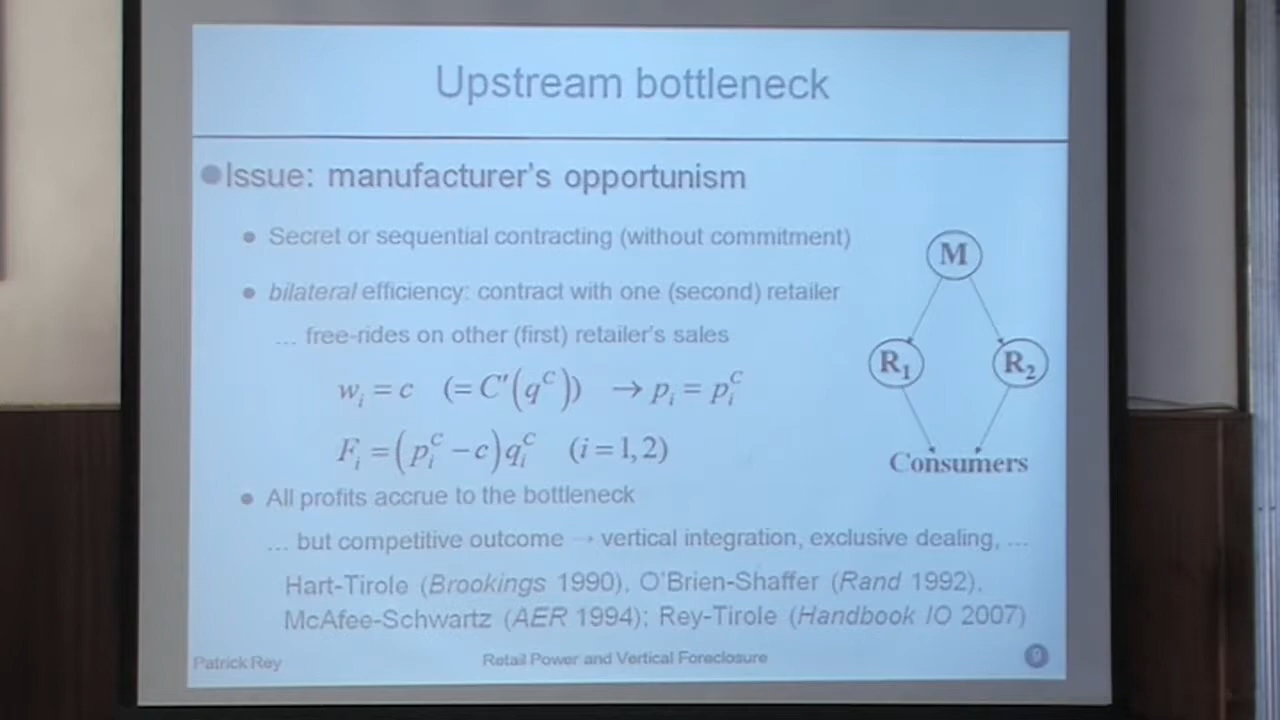 Upstream bottleneck
●Issue: manufacturer's opportunism
● Secret or sequential contracting (without commitment)
● bilateral efficiency: contract with one (second) retailer
... free-rides on other (first) retailer's sales
w_i = c (= C'(q^C)) → p_i = p_i^C
F_i = (p_i^C − c)q_i^C (i = 1, 2)
● All profits accrue to the bottleneck
... but competitive outcome → vertical integration, exclusive dealing, ...
Hart-Tirole (Brookings 1990), O'Brien-Shaffer (Rand 1992),
McAfee-Schwartz (AER 1994); Rey-Tirole (Handbook IO 2007)
M
R₁ R₂
Consumers
Patrick Rey Retail Power and Vertical Foreclosure 9